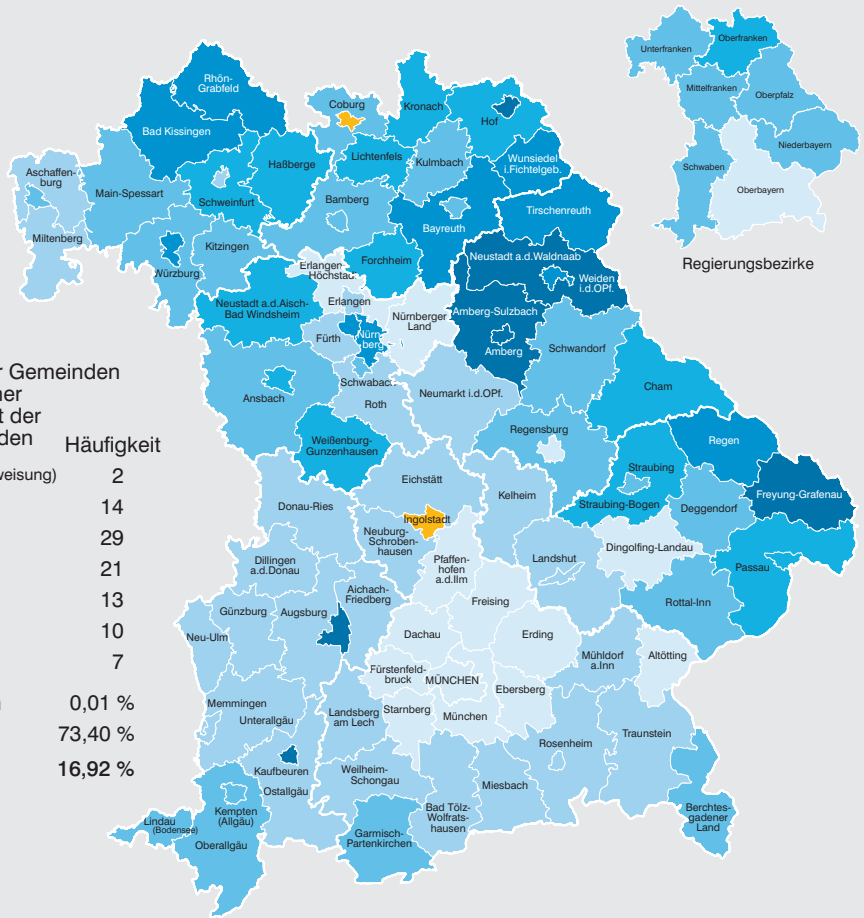 Unterfranken
Oberfranken
Mittelfranken
Oberpfalz
Niederbayern
Schwaben
Oberbayern
Regierungsbezirke
Rhön-
Grabfeld
Bad Kissingen
Coburg
Kronach
Hof
Lichtenfels
Kulmbach
Wunsiedel
i.Fichtelgeb.
Haßberge
Aschaffen-
burg
Main-Spessart
Schweinfurt
Bamberg
Bayreuth
Tirschenreuth
Miltenberg
Würzburg
Kitzingen
Forchheim
Neustadt a.d.Waldnaab
Weiden
i.d.OPf.
Erlangen
Höchstadt
Erlangen
Neustadt a.d.Aisch-
Bad Windsheim
Nürnberger
Land
Amberg-Sulzbach
Amberg
Fürth
Nürn-
berg
Schwandorf
Schwabach
Roth
Neumarkt i.d.OPf.
Ansbach
Cham
Weißenburg-
Gunzenhausen
Regensburg
Regen
Straubing
Straubing-Bogen
Freyung-Grafenau
Deggendorf
Eichstätt
Kelheim
Donau-Ries
Ingolstadt
Neuburg-
Schroben-
hausen
Pfaffen-
hofen
a.d.Ilm
Landshut
Dingolfing-Landau
Passau
Rottal-Inn
Dillingen
a.d.Donau
Aichach-
Friedberg
Freising
Günzburg
Augsburg
Neu-Ulm
Dachau
Erding
Mühldorf
a.Inn
Altötting
Fürstenfeld-
bruck
MÜNCHEN
Ebersberg
Starnberg
München
Memmingen
Unterallgäu
Landsberg
am Lech
Rosenheim
Traunstein
Kaufbeuren
Ostallgäu
Weilheim-
Schongau
Bad Tölz-
Wolfrats-
hausen
Miesbach
Berchtes-
gadener
Land
Lindau
(Bodensee)
Kempten
(Allgäu)
Oberallgäu
Garmisch-
Partenkirchen
Gemeinden
der
Häufigkeit
weisung) 2
14
29
21
13
10
7
0,01 %
73,40 %
16,92 %